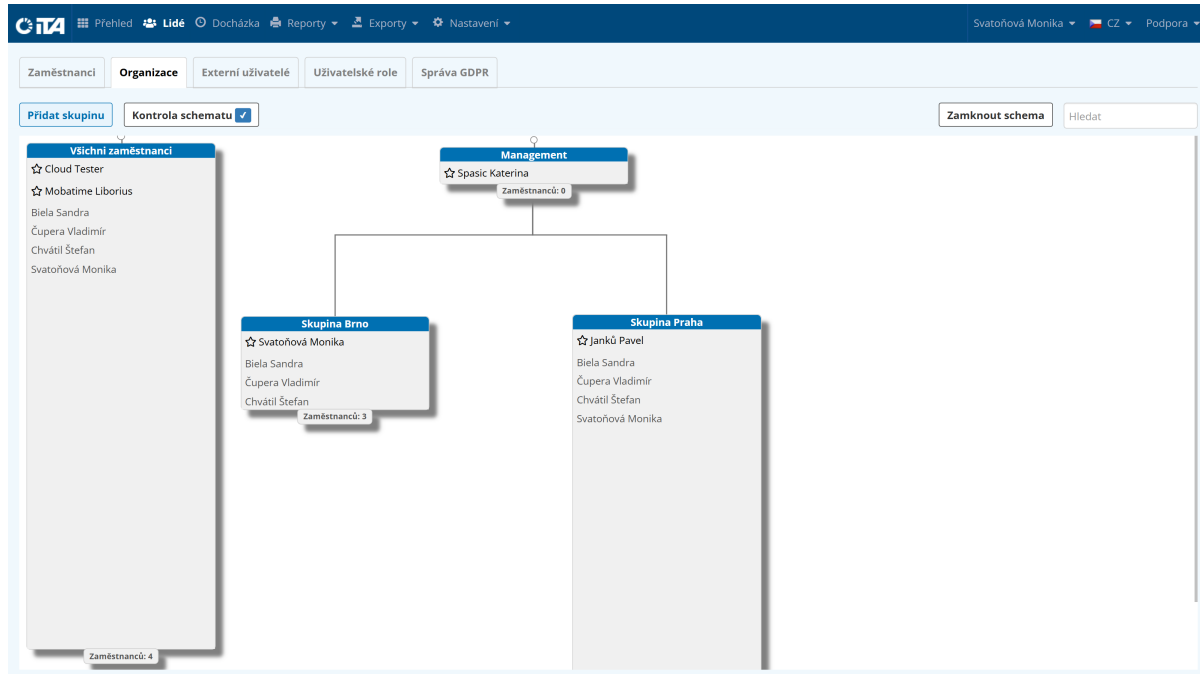 ITA Přehled Lidé Docházka Reporty Exporty Nastavení Svatoňová Monika CZ Podpora
Zaměstnanci Organizace Externí uživatelé Uživatelské role Správa GDPR
Přidat skupinu Kontrola schematu Zamknout schema Hledat
Všichni zaměstnanci
Cloud Tester
Mobatime Liborius
Biela Sandra
Čupera Vladimír
Chvátil Štefan
Svatoňová Monika
Zaměstnanců: 4
Management
Spasic Katerina
Zaměstnanců: 0
Skupina Brno
Svatoňová Monika
Biela Sandra
Čupera Vladimír
Chvátil Štefan
Zaměstnanců: 3
Skupina Praha
Janků Pavel
Biela Sandra
Čupera Vladimír
Chvátil Štefan
Svatoňová Monika